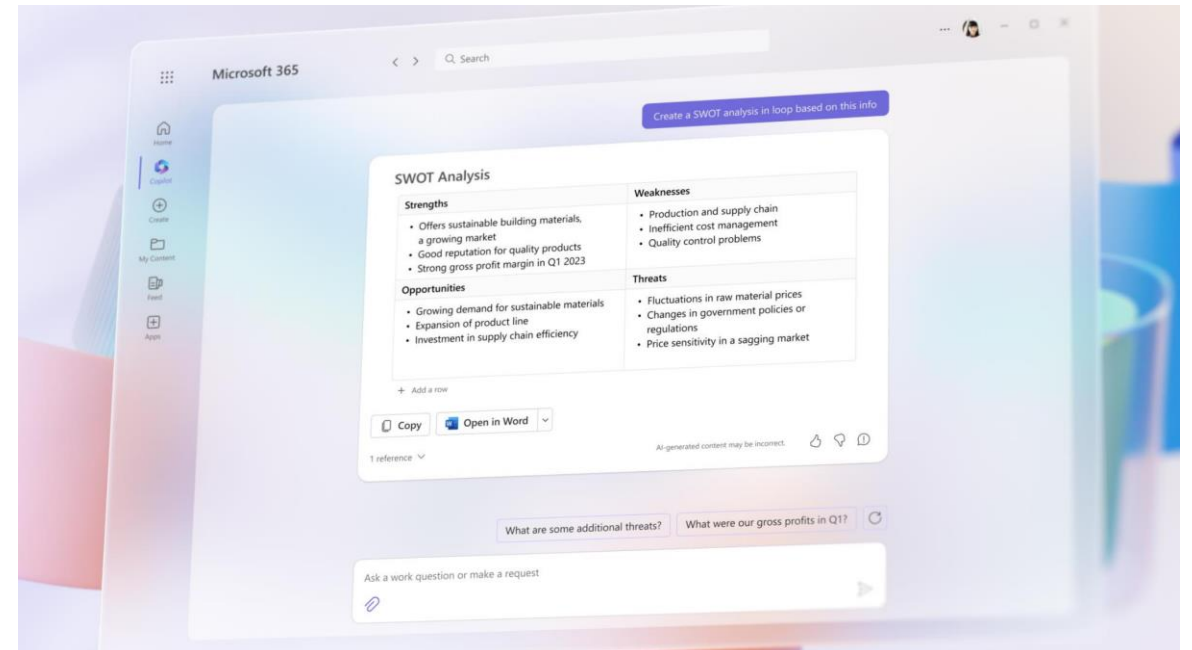 Microsoft 365
Search
Home
Copilot
Create
My Content
Feed
Apps
Create a SWOT analysis in loop based on this info
SWOT Analysis
Strengths
• Offers sustainable building materials,
a growing market
• Good reputation for quality products
• Strong gross profit margin in Q1 2023
Weaknesses
• Production and supply chain
• Inefficient cost management
• Quality control problems
Opportunities
• Growing demand for sustainable materials
• Expansion of product line
• Investment in supply chain efficiency
Threats
• Fluctuations in raw material prices
• Changes in government policies or
regulations
• Price sensitivity in a sagging market
+ Add a row
Copy
Open in Word
1 reference
AI-generated content may be incorrect.
What are some additional threats?
What were our gross profits in Q1?
Ask a work question or make a request